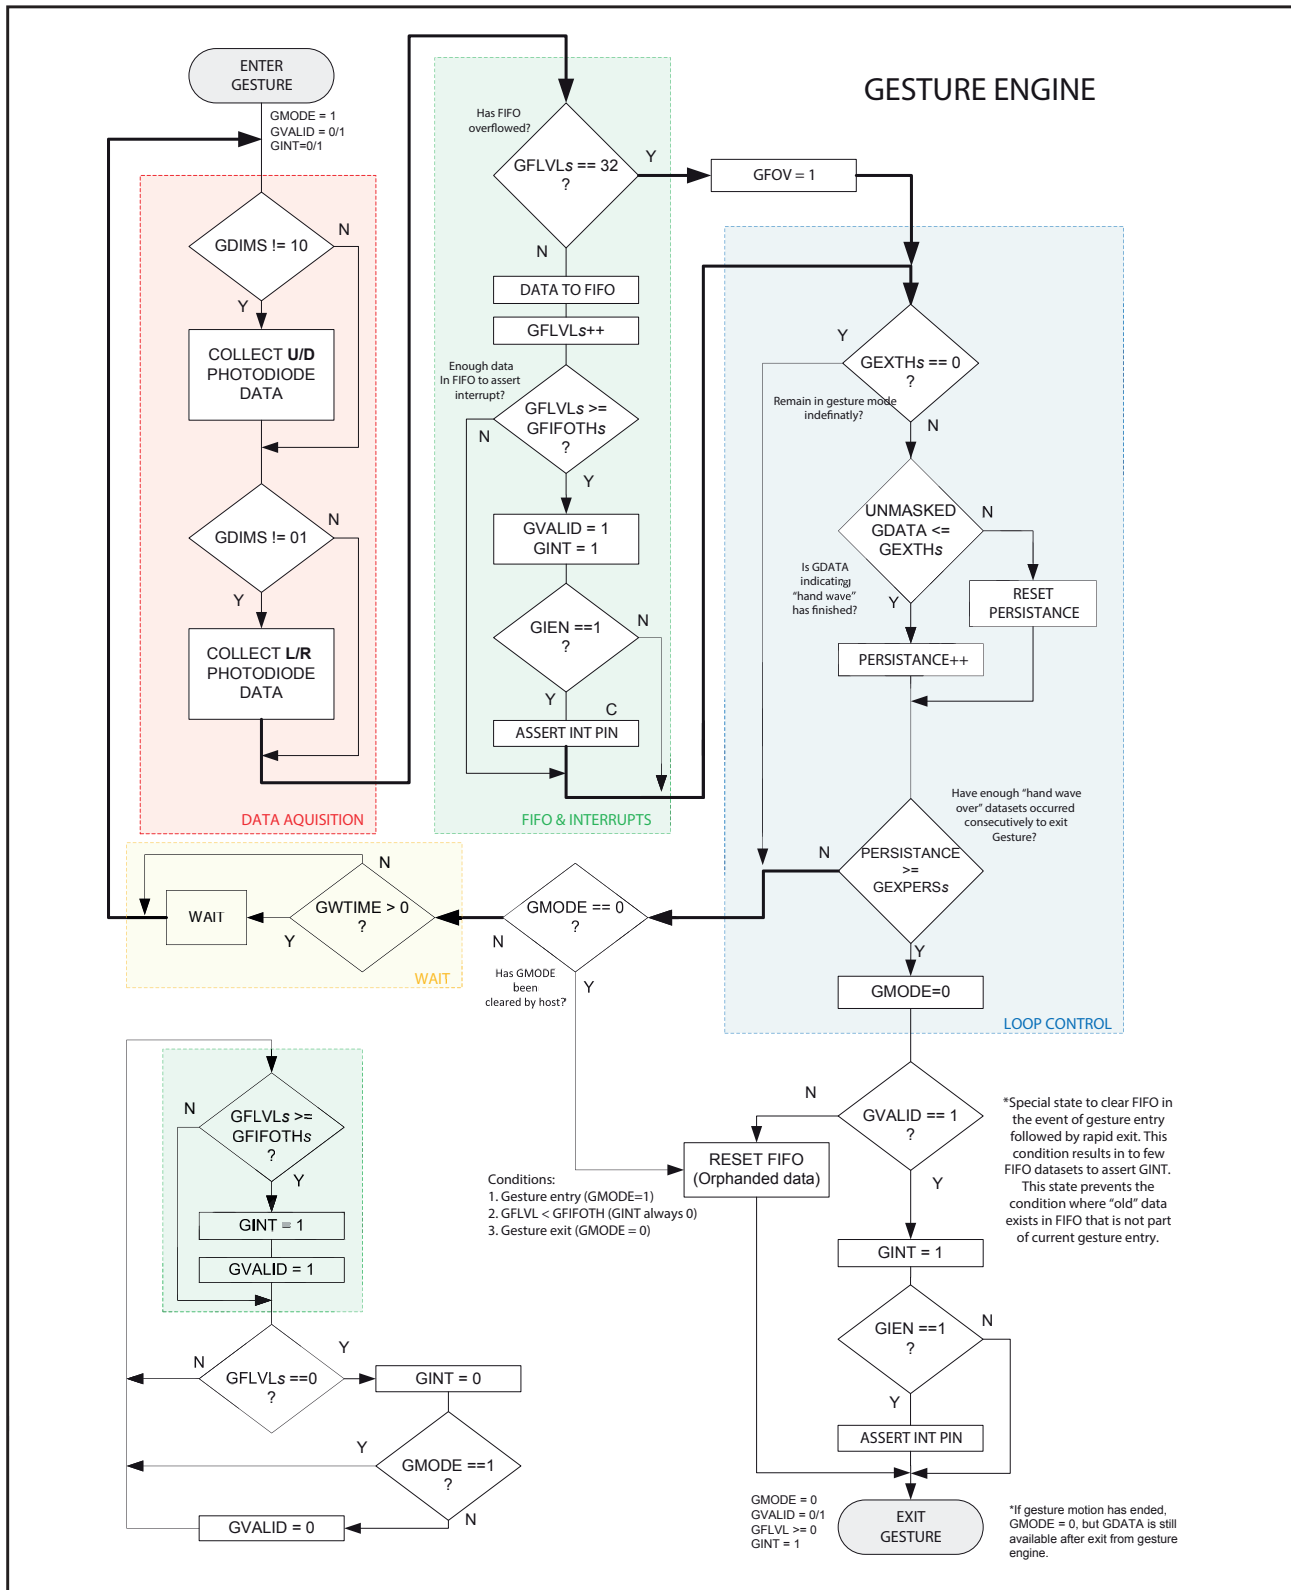 GESTURE ENGINE
ENTER
GESTURE
GMODE = 1
GVALID = 0/1
GINT=0/1
GDIMS != 10
N
Y
COLLECT U/D
PHOTODIODE
DATA
GDIMS != 01
N
Y
COLLECT L/R
PHOTODIODE
DATA
DATA AQUISITION
Has FIFO
overflowed?
GFLVLs == 32
?
Y
N
GFOV = 1
DATA TO FIFO
GFLVLs++
Enough data
In FIFO to assert
interrupt?
GFLVLs >=
GFIFOTHs
?
N
Y
GVALID = 1
GINT = 1
GIEN ==1
?
N
Y
C
ASSERT INT PIN
FIFO & INTERRUPTS
Y
GEXTHs == 0
?
Remain in gesture mode
indefinatly?
N
UNMASKED
GDATA <=
GEXTHs
N
Is GDATA
indicating
"hand wave"
has finished?
Y
RESET
PERSISTANCE
PERSISTANCE++
Have enough "hand wave
over" datasets occurred
consecutively to exit
Gesture?
N
PERSISTANCE
>=
GEXPERSs
Y
GMODE=0
LOOP CONTROL
N
GWTIME > 0
?
Y
WAIT
WAIT
GMODE == 0
?
N
Y
Has GMODE
been
cleared by host?
GFLVLs >=
GFIFOTHs
?
N
Y
GINT = 1
GVALID = 1
N
GFLVLs ==0
?
Y
GINT = 0
Y
GMODE ==1
?
N
GVALID = 0
Conditions:
1. Gesture entry (GMODE=1)
2. GFLVL < GFIFOTH (GINT always 0)
3. Gesture exit (GMODE = 0)
N
GVALID == 1
?
Y
RESET FIFO
(Orphanded data)
*Special state to clear FIFO in
the event of gesture entry
followed by rapid exit. This
condition results in to few
FIFO datasets to assert GINT.
This state prevents the
condition where "old" data
exists in FIFO that is not part
of current gesture entry.
GINT = 1
GIEN ==1
?
N
Y
ASSERT INT PIN
GMODE = 0
GVALID = 0/1
GFLVL >= 0
GINT = 1
EXIT
GESTURE
*If gesture motion has ended,
GMODE = 0, but GDATA is still
available after exit from gesture
engine.